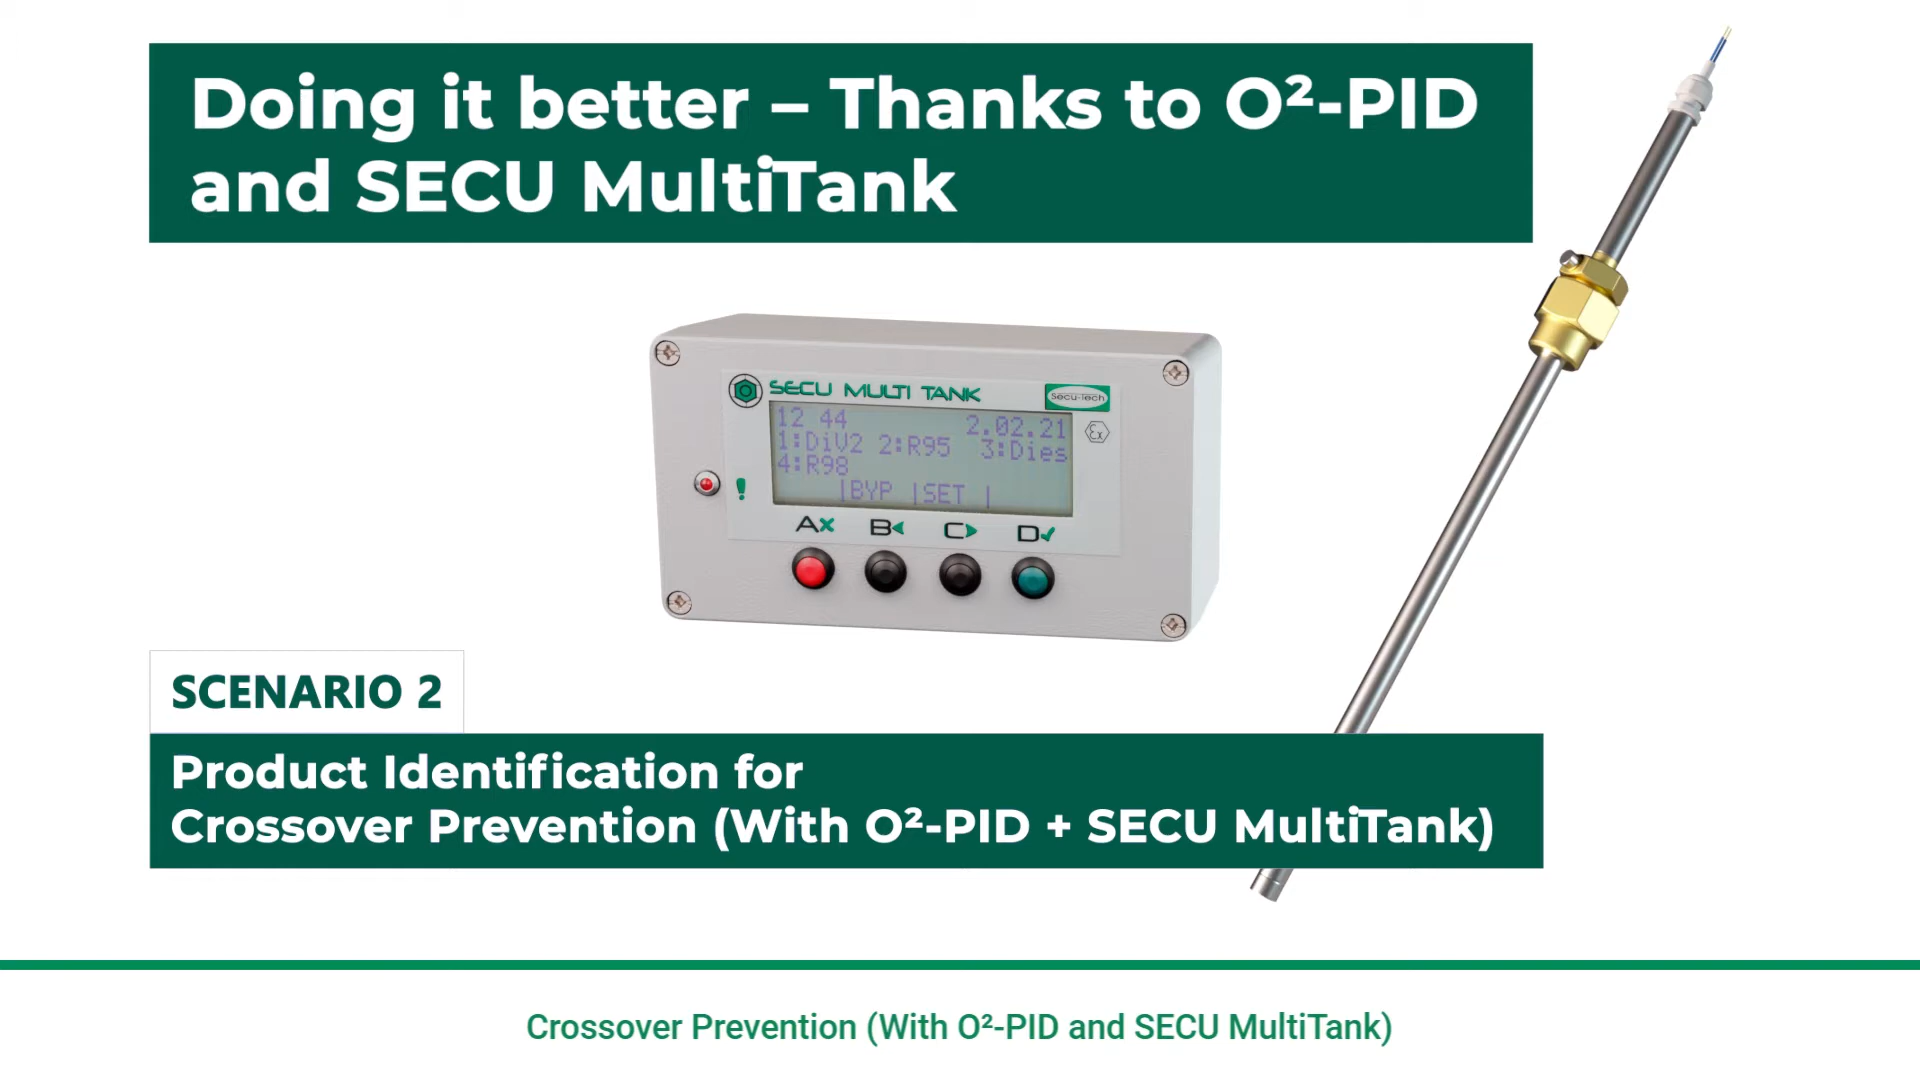 Doing it better – Thanks to O²-PID
and SECU MultiTank
SECU MULTI TANK
Secu-Tech
12 44 2.02.21
Ex
1:DiV2 2:R95 3:Dies
4:R98
!
|BYP |SET |
A× B◄ C► D✓
SCENARIO 2
Product Identification for
Crossover Prevention (With O²-PID + SECU MultiTank)
Crossover Prevention (With O²-PID and SECU MultiTank)